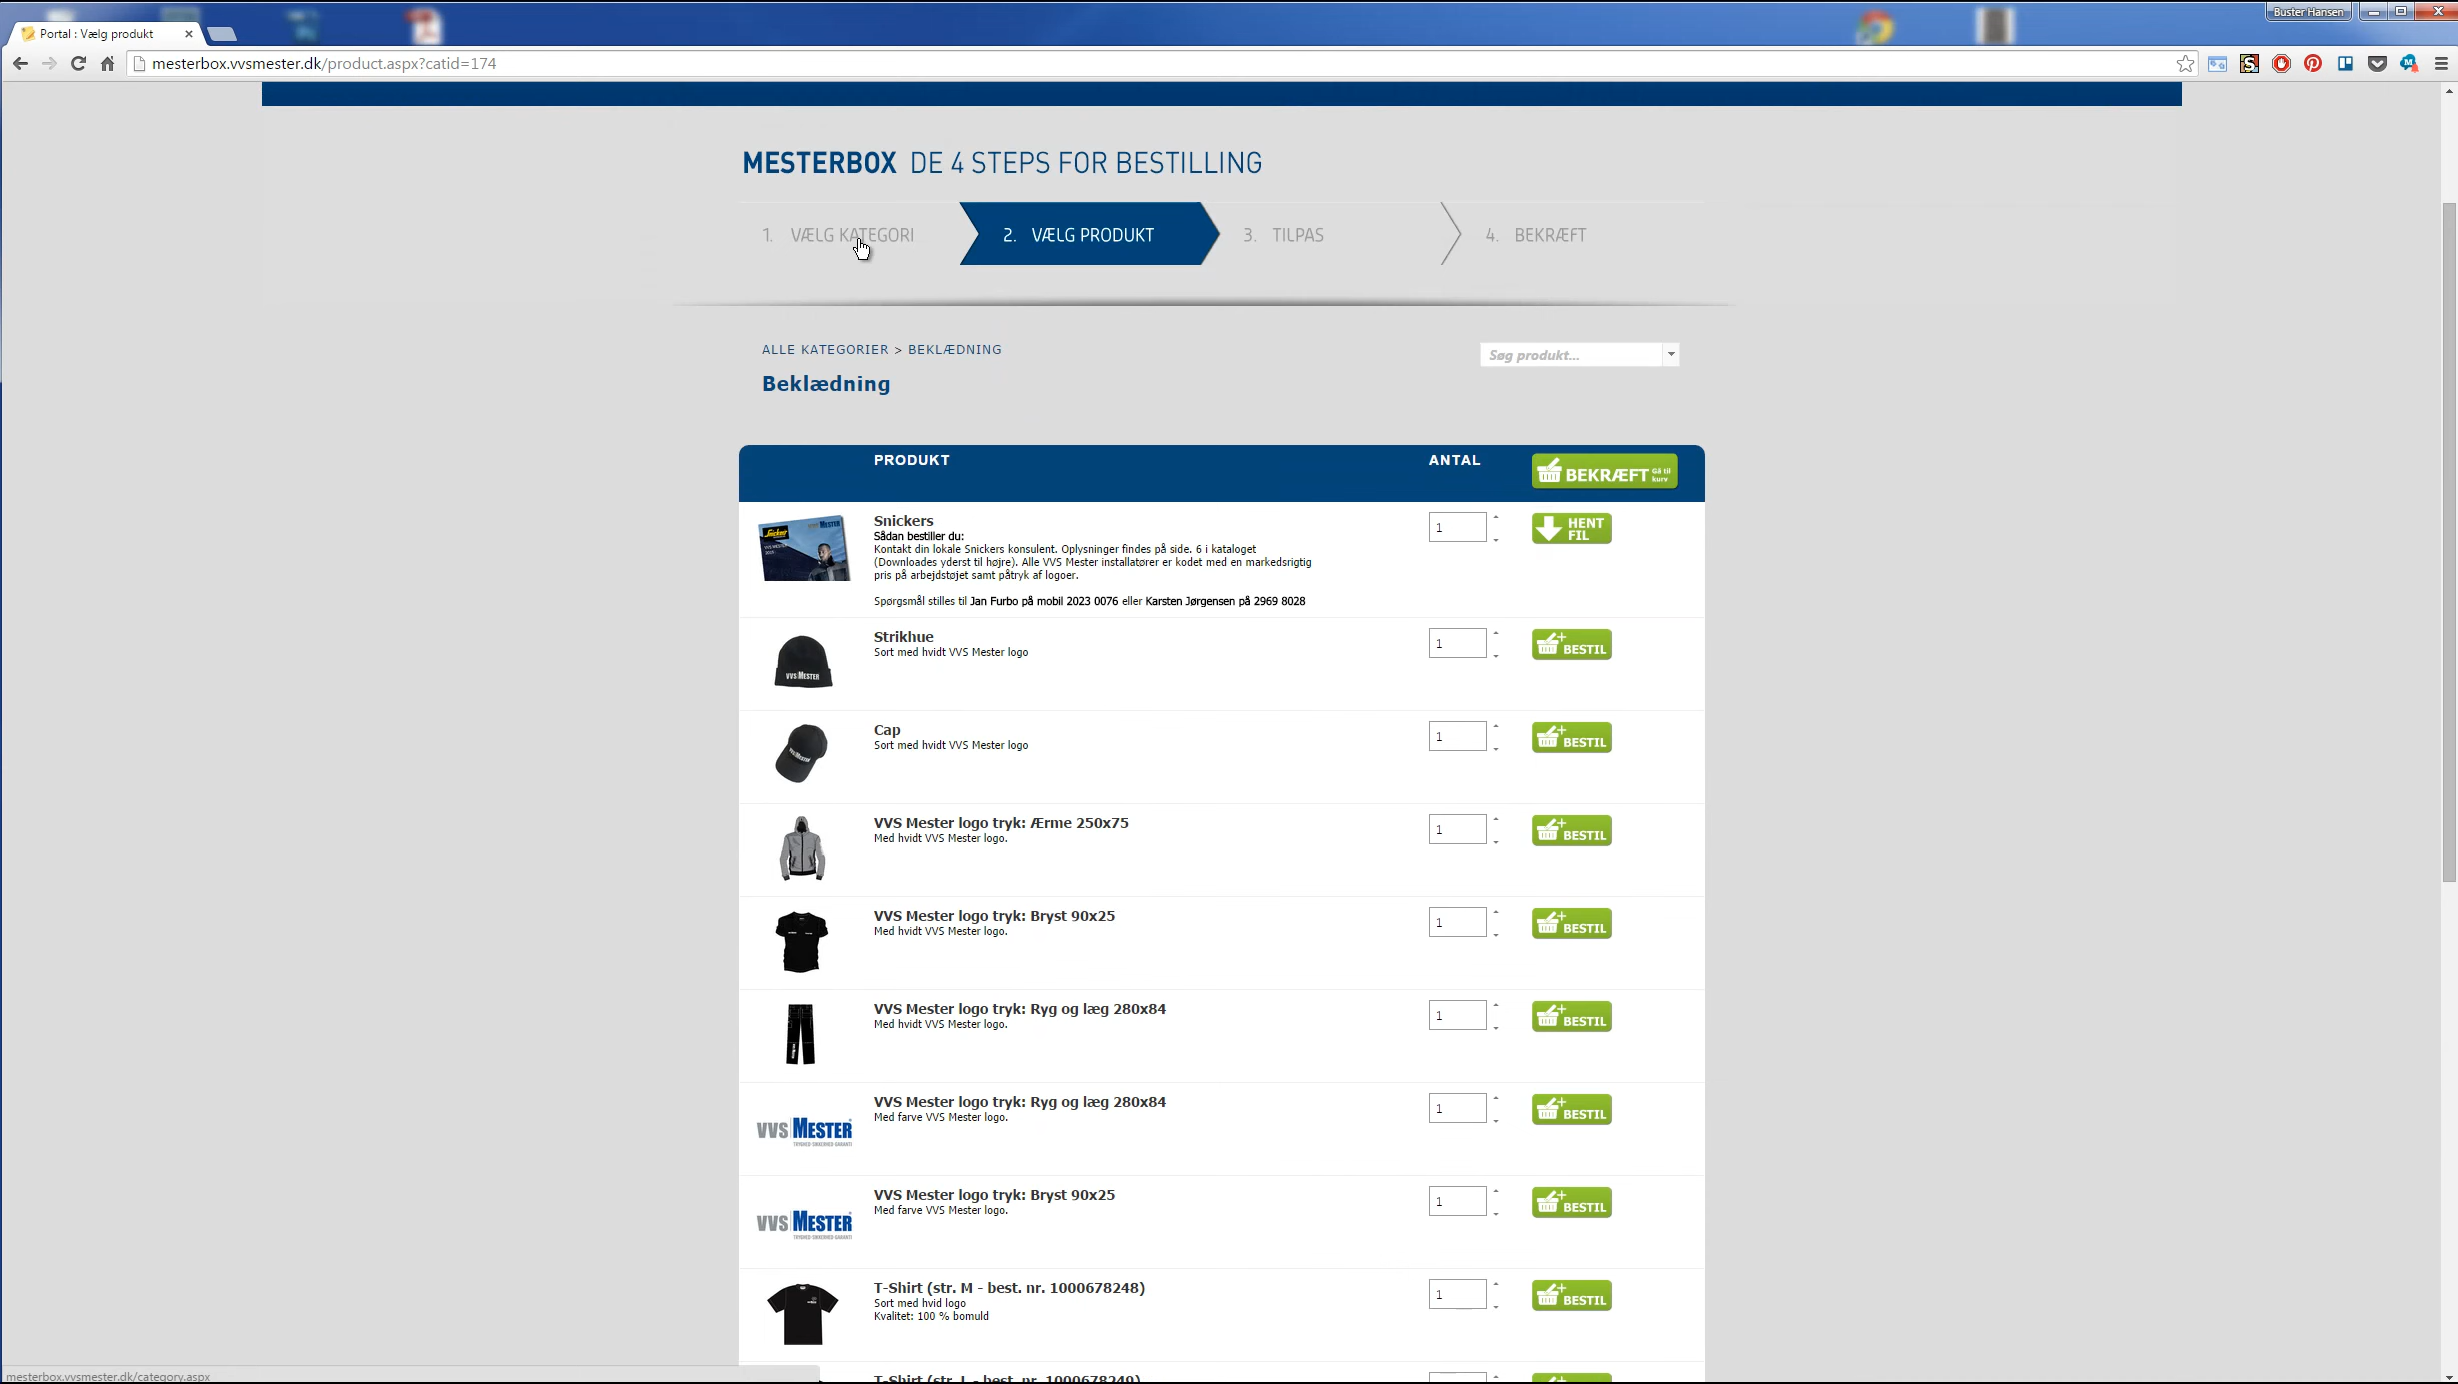 Buster Hansen
Portal : Vælg produkt
mesterbox.vvsmester.dk/product.aspx?catid=174
MESTERBOX DE 4 STEPS FOR BESTILLING
1. VÆLG KATEGORI
2. VÆLG PRODUKT
3. TILPAS
4. BEKRÆFT
ALLE KATEGORIER > BEKLÆDNING
Søg produkt...
Beklædning
PRODUKT ANTAL BEKRÆFT Gå til kurv
Snickers 1 HENT FIL
Sådan bestiller du:
Kontakt din lokale Snickers konsulent. Oplysninger findes på side. 6 i kataloget
(Downloades yderst til højre). Alle VVS Mester installatører er kodet med en markedsrigtig
pris på arbejdstøjet samt påtryk af logoer.
Spørgsmål stilles til Jan Furbo på mobil 2023 0076 eller Karsten Jørgensen på 2969 8028
Strikhue 1 BESTIL
Sort med hvidt VVS Mester logo
VVS MESTER
Cap 1 BESTIL
Sort med hvidt VVS Mester logo
VVS Mester logo tryk: Ærme 250x75 1 BESTIL
Med hvidt VVS Mester logo.
VVS Mester logo tryk: Bryst 90x25 1 BESTIL
Med hvidt VVS Mester logo.
VVS Mester logo tryk: Ryg og læg 280x84 1 BESTIL
Med hvidt VVS Mester logo.
VVS Mester logo tryk: Ryg og læg 280x84 1 BESTIL
Med farve VVS Mester logo.
VVS MESTER
VVS Mester logo tryk: Bryst 90x25 1 BESTIL
Med farve VVS Mester logo.
VVS MESTER
T-Shirt (str. M - best. nr. 1000678248) 1 BESTIL
Sort med hvid logo
Kvalitet: 100 % bomuld
T-Shirt (str. L - best. nr. 1000678249)
mesterbox.vvsmester.dk/category.aspx